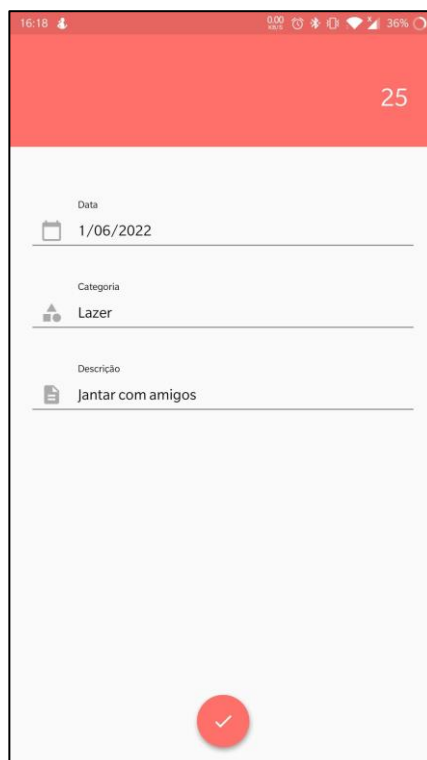 16:18 0.00 KB/S 36%
25
Data
1/06/2022
Categoria
Lazer
Descrição
Jantar com amigos